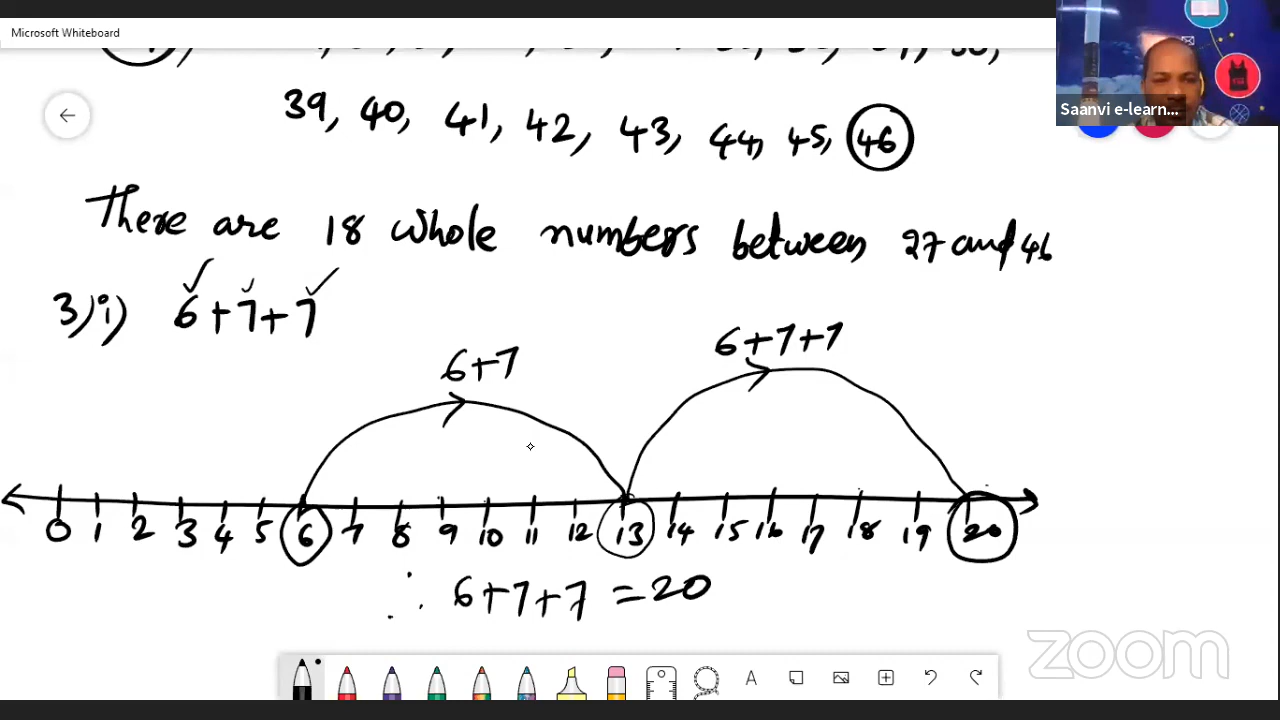 Microsoft Whiteboard
Saanvi e-learn...
39, 40, 41, 42, 43, 44, 45, 46
There are 18 whole numbers between 27 and 46
3) i) 6+7+7
6+7
6+7+7
0 1 2 3 4 5 6 7 8 9 10 11 12 13 14 15 16 17 18 19 20
∴ 6+7+7 = 20
zoom
A